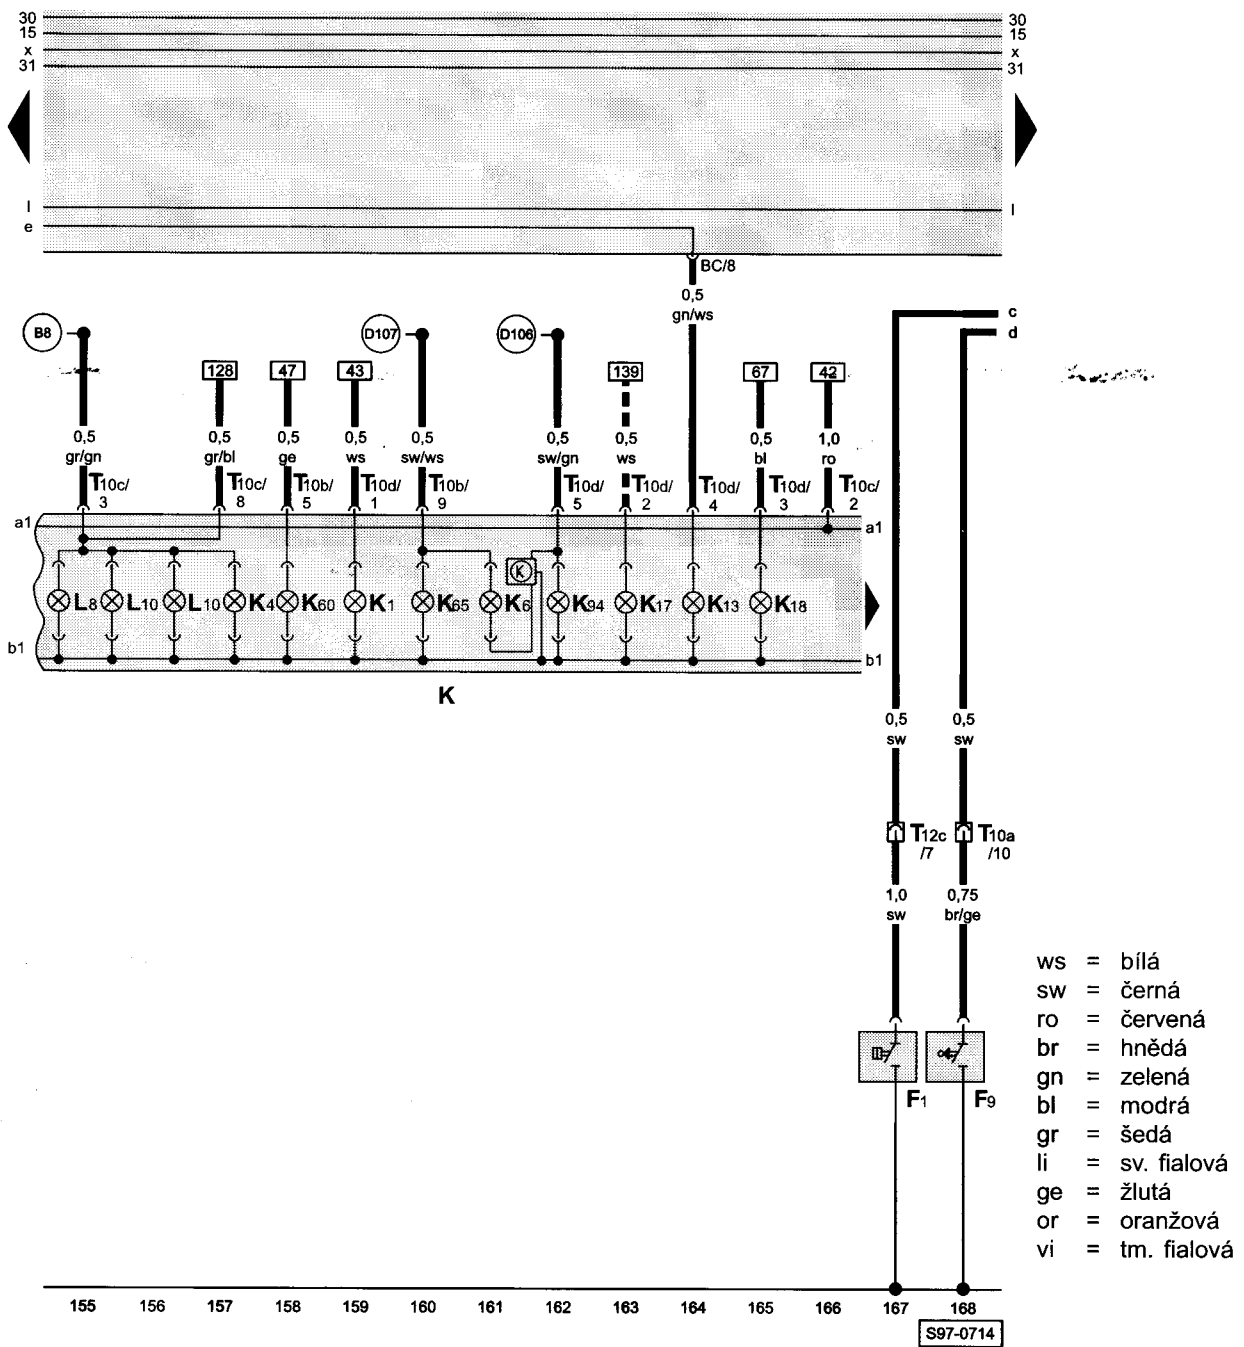 30 30
15 15
x x
31 31
l l
e
BC/8
0,5
gn/ws
c
d
B8 D107 D106
128 47 43 139 67 42
0,5 0,5 0,5 0,5 0,5 0,5 0,5 0,5 1,0
gr/gn gr/bl ge ws sw/ws sw/gn ws bl ro
T10c/ T10c/ T10b/ T10d/ T10b/ T10d/ T10d/ T10d/ T10d/ T10c/
3 8 5 1 9 5 2 4 3 2
a1 a1
K
L8 L10 L10 K4 K60 K1 K65 K6 K94 K17 K13 K18
b1 b1
K
0,5 0,5
sw sw
T12c T10a
/7 /10
1,0 0,75
sw br/ge
F1 F9
ws = bílá
sw = černá
ro = červená
br = hnědá
gn = zelená
bl = modrá
gr = šedá
li = sv. fialová
ge = žlutá
or = oranžová
vi = tm. fialová
155 156 157 158 159 160 161 162 163 164 165 166 167 168
S97-0714